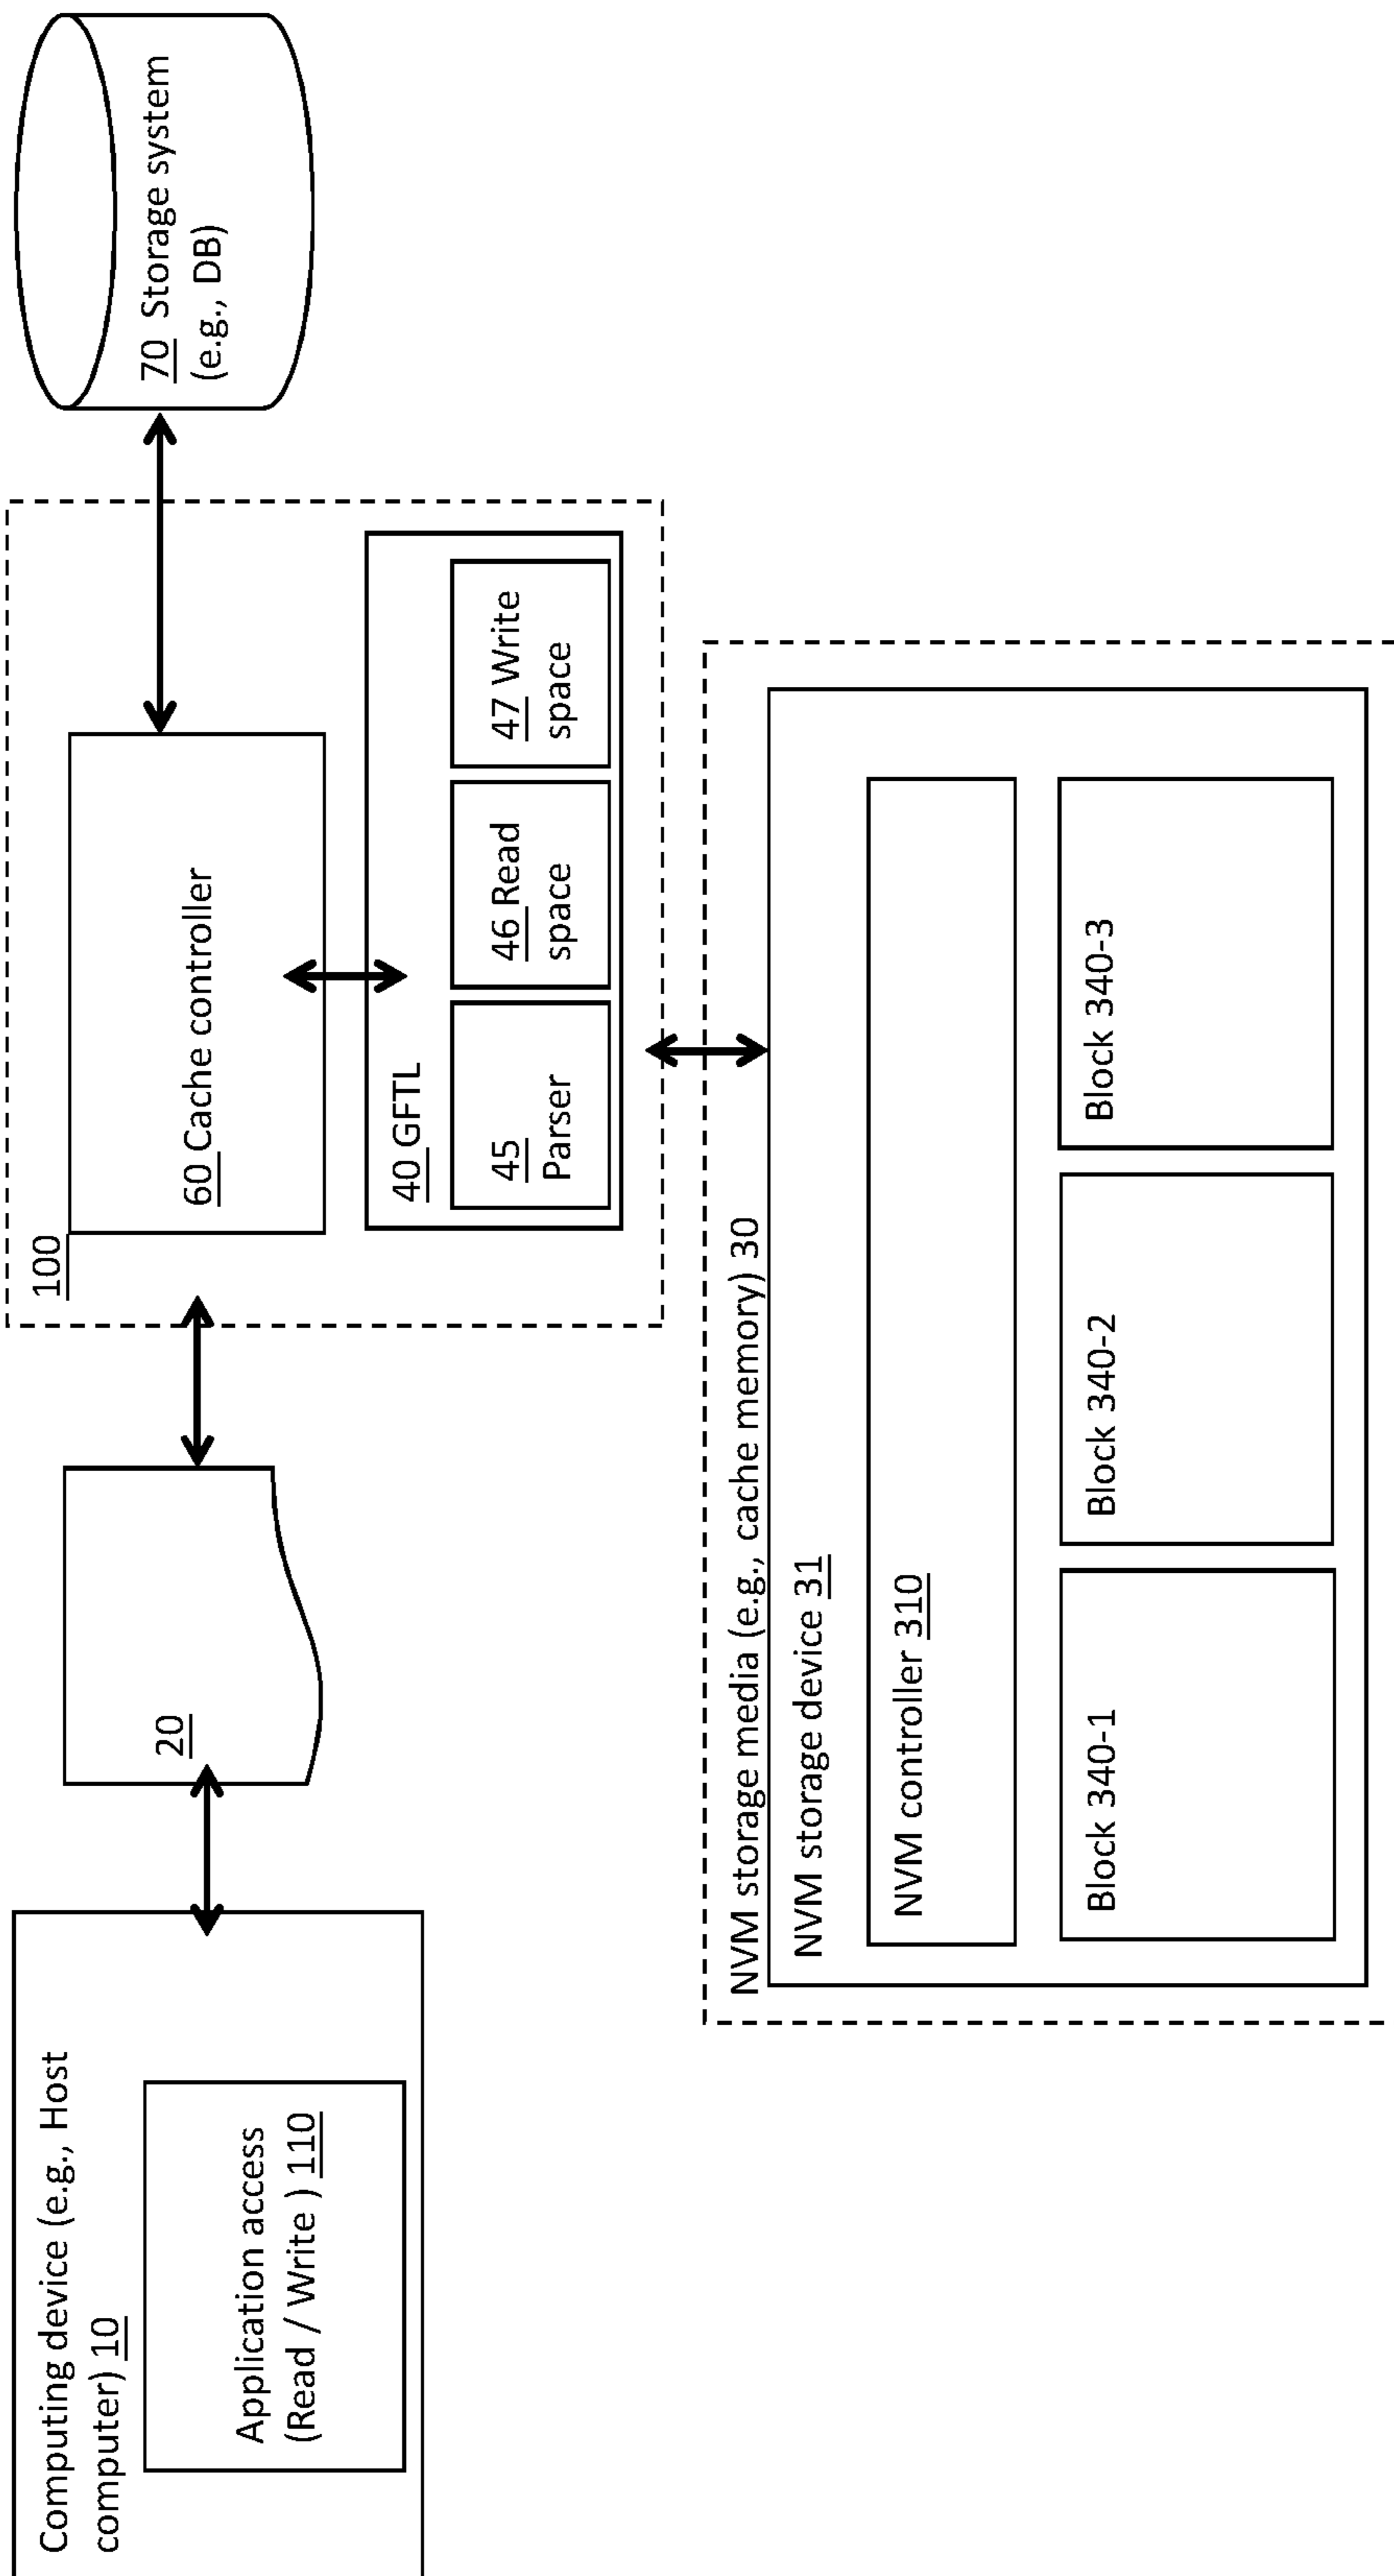 Computing device (e.g., Host
computer) 10
Application access
(Read / Write ) 110
20
100
60 Cache controller
40 GFTL
45
Parser
46 Read
space
47 Write
space
70 Storage system
(e.g., DB)
NVM storage media (e.g., cache memory) 30
NVM storage device 31
NVM controller 310
Block 340-1
Block 340-2
Block 340-3